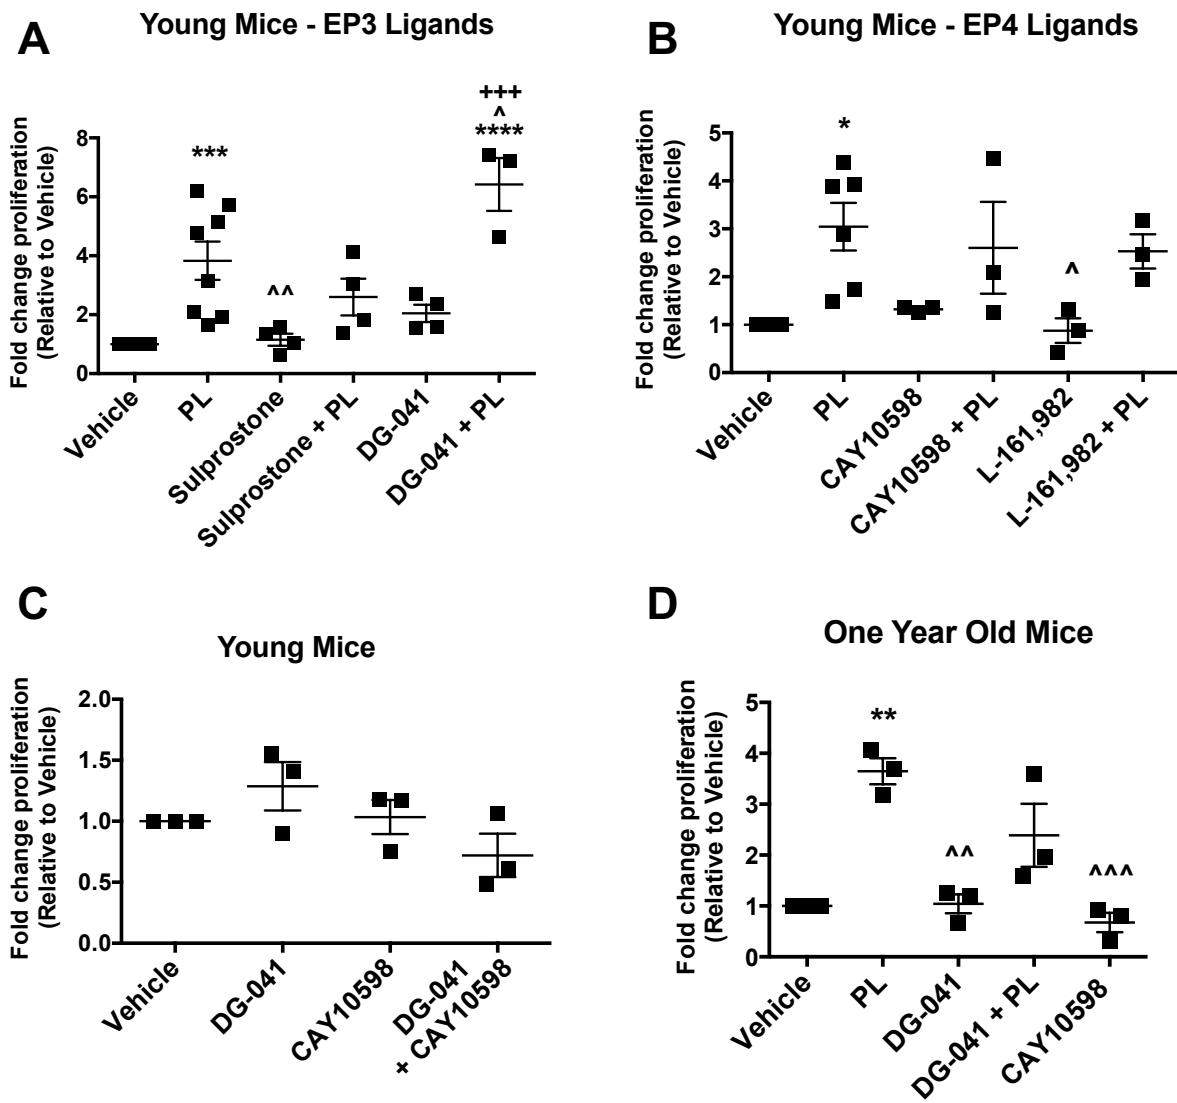 A
Young Mice - EP3 Ligands
Fold change proliferation
(Relative to Vehicle)
8
6
4
2
0
***
^^
+++
^
****
Vehicle
PL
Sulprostone
Sulprostone + PL
DG-041
DG-041 + PL
B
Young Mice - EP4 Ligands
Fold change proliferation
(Relative to Vehicle)
5
4
3
2
1
0
*
^
Vehicle
PL
CAY10598
CAY10598 + PL
L-161,982
L-161,982 + PL
C
Young Mice
Fold change proliferation
(Relative to Vehicle)
2.0
1.5
1.0
0.5
0.0
Vehicle
DG-041
CAY10598
DG-041
+ CAY10598
D
One Year Old Mice
Fold change proliferation
(Relative to Vehicle)
5
4
3
2
1
0
**
^^
^^^
Vehicle
PL
DG-041
DG-041 + PL
CAY10598